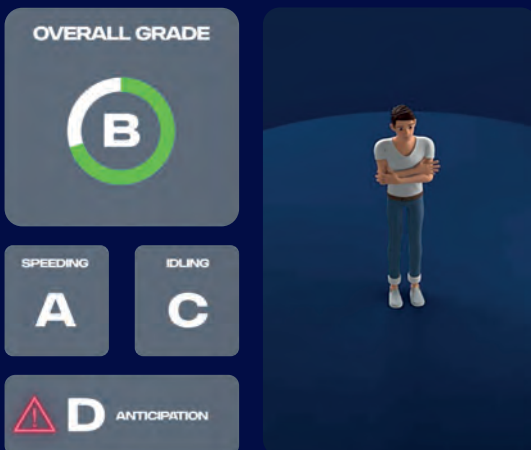 OVERALL GRADE
B
SPEEDING
A
IDLING
C
D ANTICIPATION